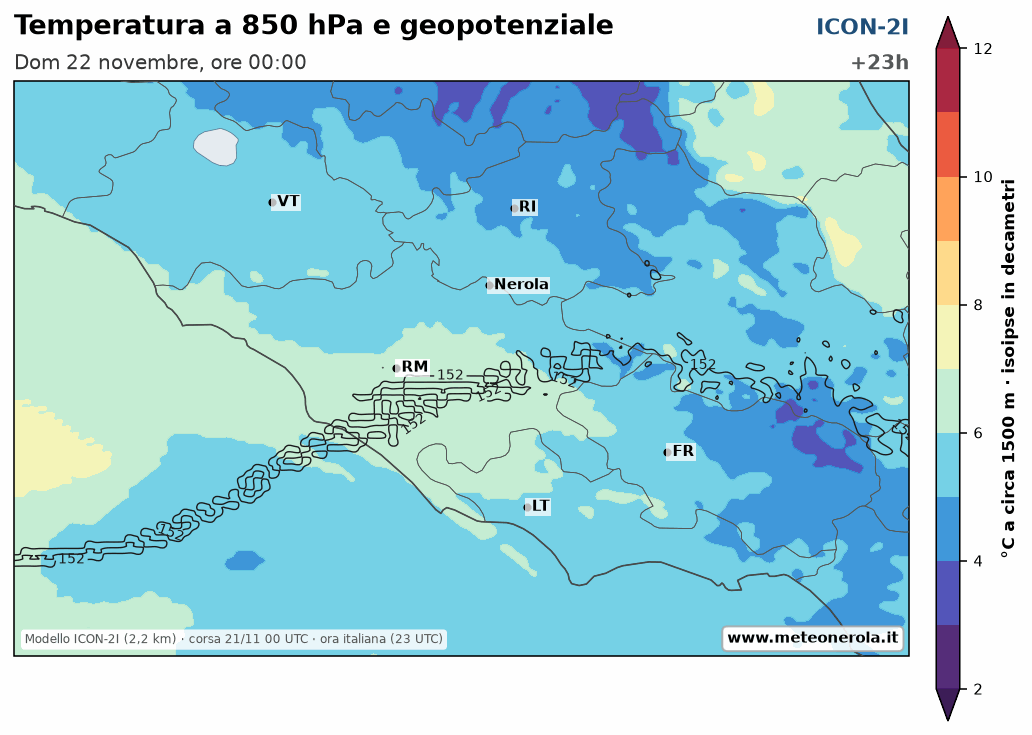 Temperatura a 850 hPa e geopotenziale
ICON-2I
Dom 22 novembre, ore 00:00
+23h
VT
RI
Nerola
RM
152
152
152
152
152
FR
LT
152
Modello ICON-2I (2,2 km) · corsa 21/11 00 UTC · ora italiana (23 UTC)
www.meteonerola.it
12
10
8
6
4
2
°C a circa 1500 m · isoipse in decametri